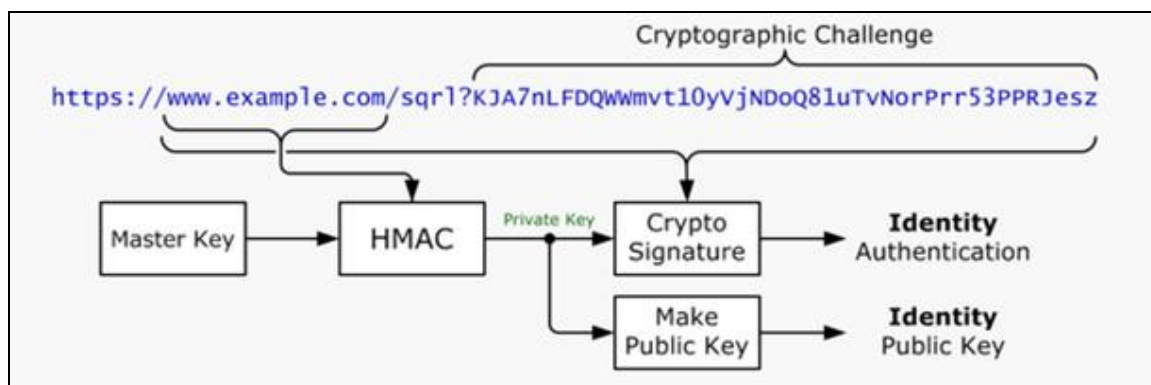 Cryptographic Challenge
https://www.example.com/sqrl?KJA7nLFDQWWmvt10yVjNDoQ81uTvNorPrr53PPRJesz
Master Key
HMAC
Private Key
Crypto
Signature
Identity
Authentication
Make
Public Key
Identity
Public Key